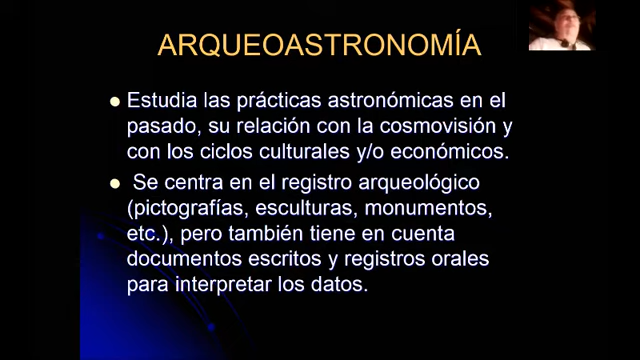 ARQUEOASTRONOMÍA
Estudia las prácticas astronómicas en el
pasado, su relación con la cosmovisión y
con los ciclos culturales y/o económicos.
Se centra en el registro arqueológico
(pictografías, esculturas, monumentos,
etc.), pero también tiene en cuenta
documentos escritos y registros orales
para interpretar los datos.